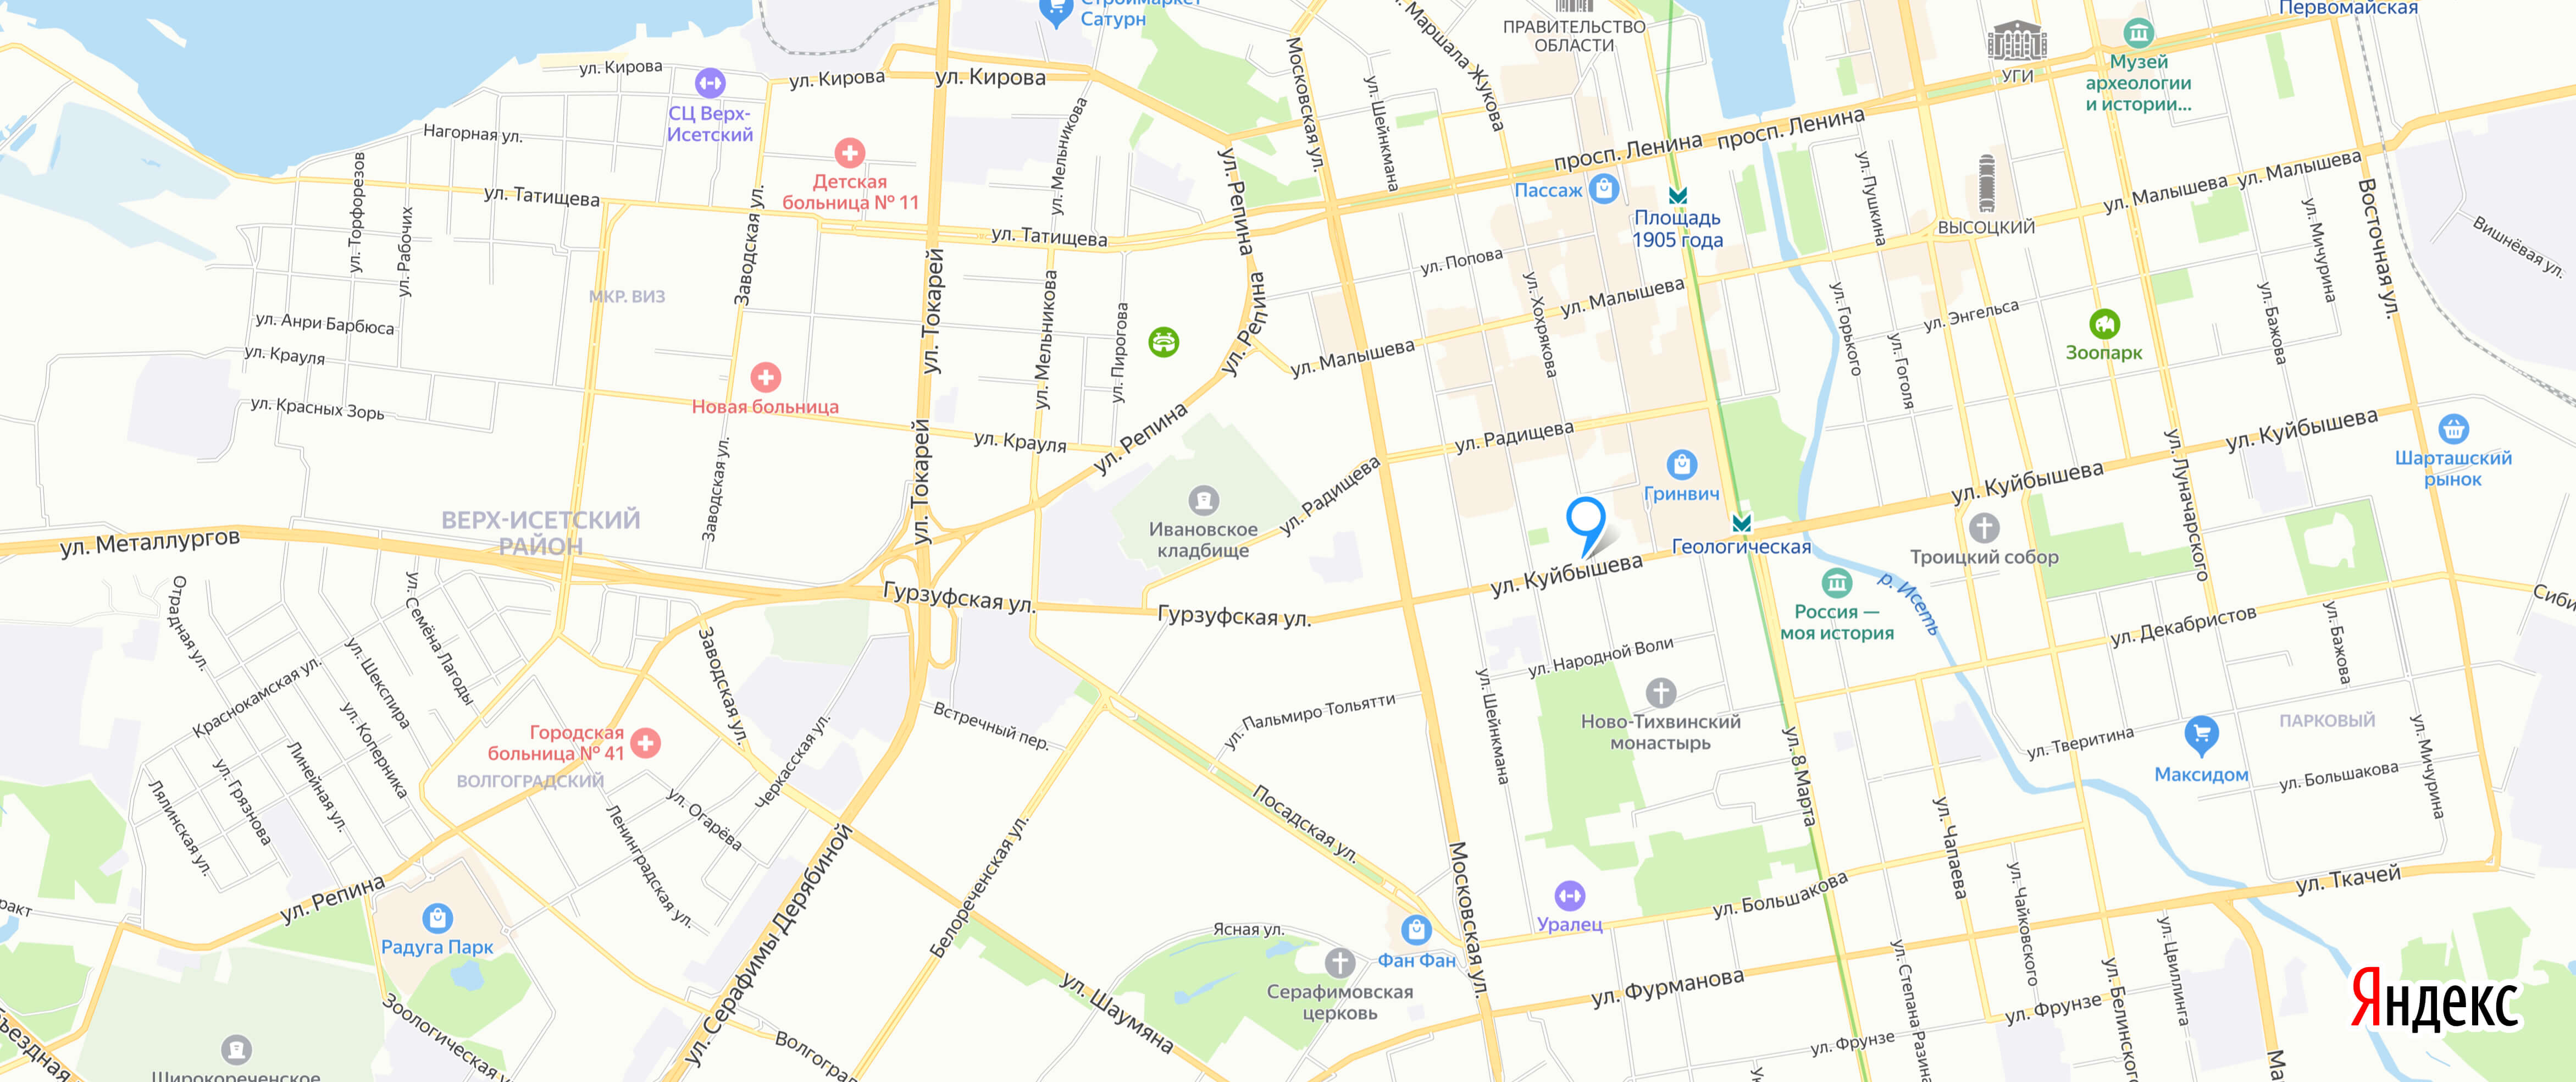 Строймаркет
Сатурн
ПРАВИТЕЛЬСТВО
ОБЛАСТИ
Первомайская
УГИ
Музей
археологии
и истории...
ул. Кирова
ул. Кирова
ул. Кирова
СЦ Верх-
Исетский
Московская ул.
ул. Шейнкмана
ул. Маршала Жукова
просп. Ленина
просп. Ленина
Нагорная ул.
Детская
больница № 11
ул. Мельникова
ул. Репина
Пассаж
Площадь
1905 года
ул. Пушкина
ВЫСОЦКИЙ
ул. Малышева
ул. Малышева
Восточная ул.
ул. Мичурина
Вишнёвая ул.
ул. Торфорезов
ул. Рабочих
ул. Татищева
Заводская ул.
ул. Татищева
ул. Токарей
ул. Попова
ул. Малышева
ул. Хохрякова
ул. Горького
ул. Энгельса
ул. Бажова
МКР. ВИЗ
ул. Анри Барбюса
ул. Крауля
ул. Мельникова
ул. Пирогова
ул. Репина
ул. Малышева
ул. Гоголя
Зоопарк
ул. Красных Зорь
Новая больница
ул. Токарей
ул. Крауля
ул. Репина
ул. Радищева
ул. Радищева
ул. Куйбышева
ул. Куйбышева
ул. Луначарского
Шарташский
рынок
Заводская ул.
Гринвич
Ивановское
кладбище
ВЕРХ-ИСЕТСКИЙ
РАЙОН
ул. Металлургов
Геологическая
Троицкий собор
ул. Куйбышева
Гурзуфская ул.
Гурзуфская ул.
Россия —
моя история
р. Исеть
ул. Декабристов
ул. Бажова
Отрадная ул.
ул. Семёна Лагоды
Заводская ул.
ул. Народной Воли
Краснокамская ул.
ул. Шекспира
ул. Коперника
Встречный пер.
ул. Пальмиро Тольятти
ул. Шейнкмана
Ново-Тихвинский
монастырь
ул. 8 Марта
ул. Тверитина
ПАРКОВЫЙ
Максидом
ул. Большакова
ул. Мичурина
Городская
больница № 41
ВОЛГОГРАДСКИЙ
Черкасская ул.
Лялинская ул.
ул. Грязнова
Линейная ул.
Ленинградская ул.
ул. Огарёва
Посадская ул.
Московская ул.
ул. Чапаева
ул. Чайковского
ул. Ткачей
ул. Репина
Радуга Парк
ул. Серафимы Дерябиной
Белореченская ул.
Ясная ул.
Фан Фан
Уралец
ул. Большакова
Серафимовская
церковь
ул. Шаумяна
ул. Фурманова
ул. Степана Разина
ул. Фрунзе
ул. Фрунзе
ул. Белинского
ул. Цвиллинга
Зоологическая
Широкореченское
Яндекс